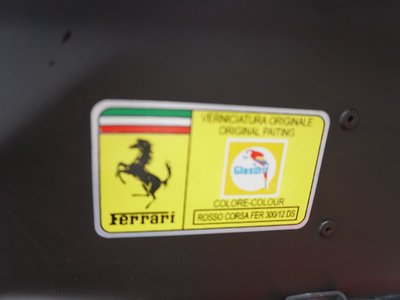 VERNICIATURA ORIGINALE
ORIGINAL PAITING
Glasurit
COLORE-COLOUR
ROSSO CORSA FER 300/12 DS
Ferrari